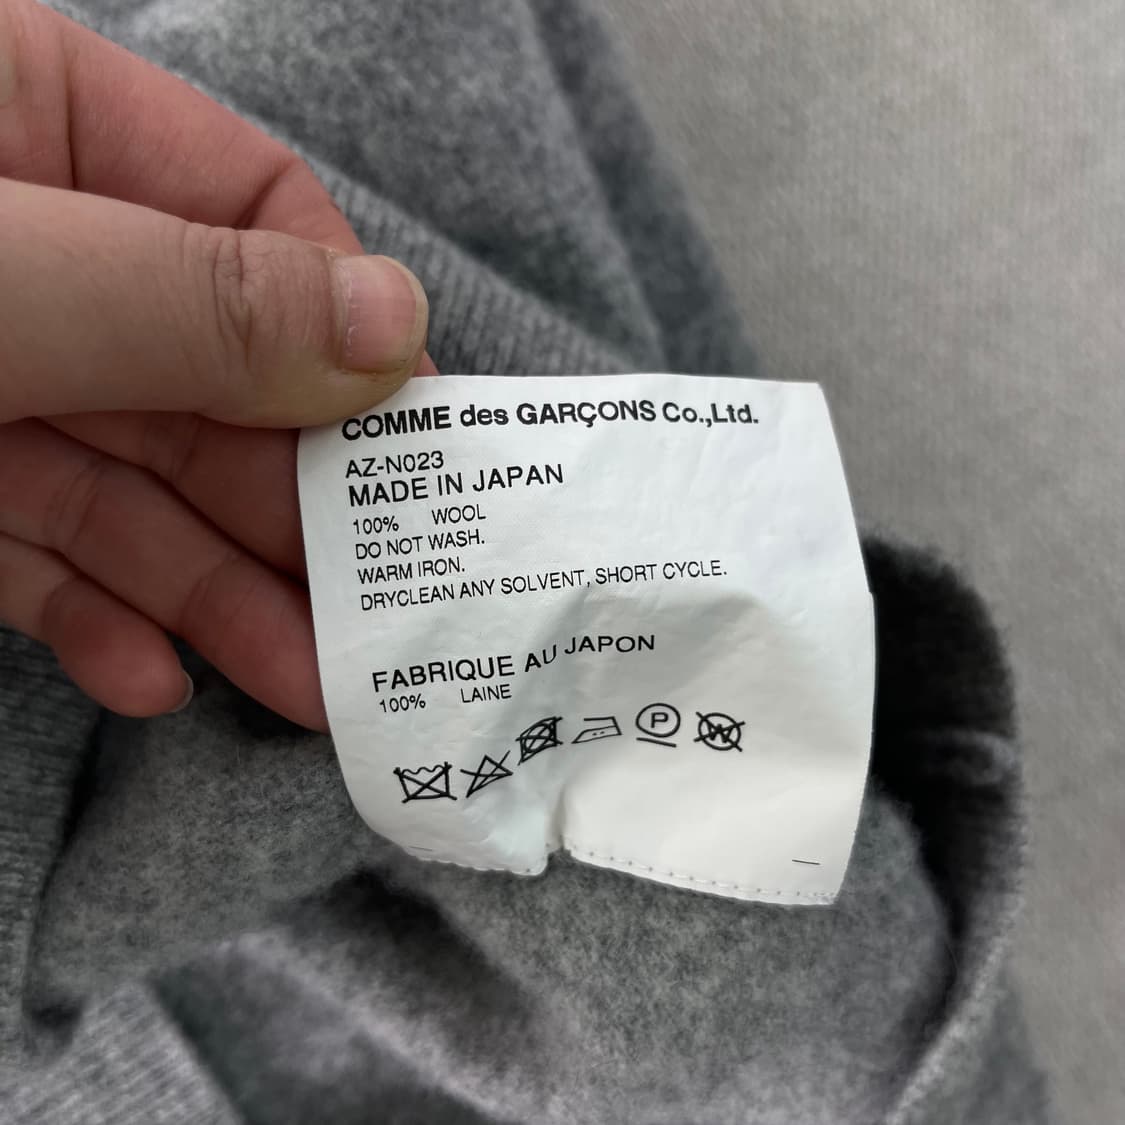 COMME des GARÇONS Co.,Ltd.
AZ-N023
MADE IN JAPAN
100% WOOL
DO NOT WASH.
WARM IRON.
DRYCLEAN ANY SOLVENT, SHORT CYCLE.
FABRIQUE AU JAPON
100% LAINE
P W